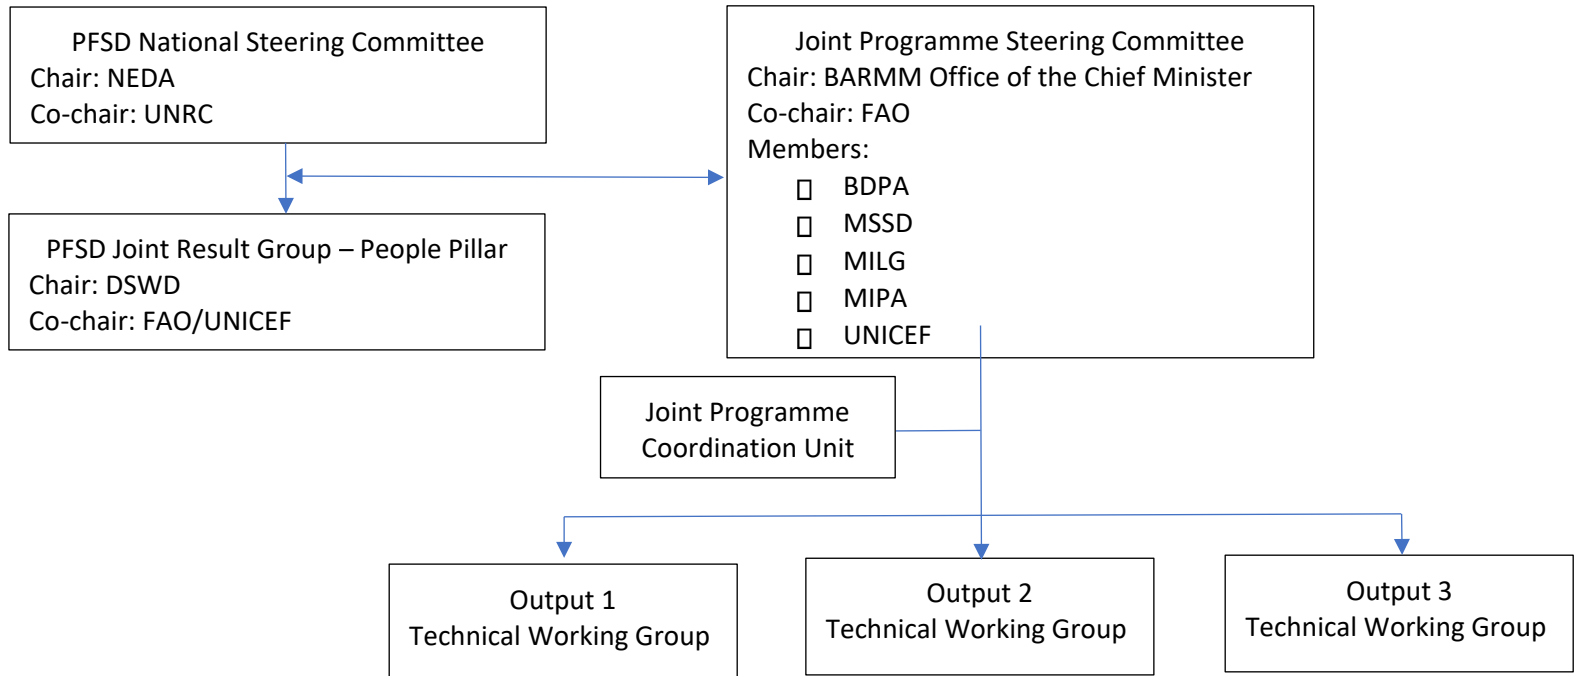 PFSD National Steering Committee
Chair: NEDA
Co-chair: UNRC
Joint Programme Steering Committee
Chair: BARMM Office of the Chief Minister
Co-chair: FAO
Members:
BDPA
MSSD
MILG
MIPA
UNICEF
PFSD Joint Result Group – People Pillar
Chair: DSWD
Co-chair: FAO/UNICEF
Joint Programme
Coordination Unit
Output 1
Technical Working Group
Output 2
Technical Working Group
Output 3
Technical Working Group